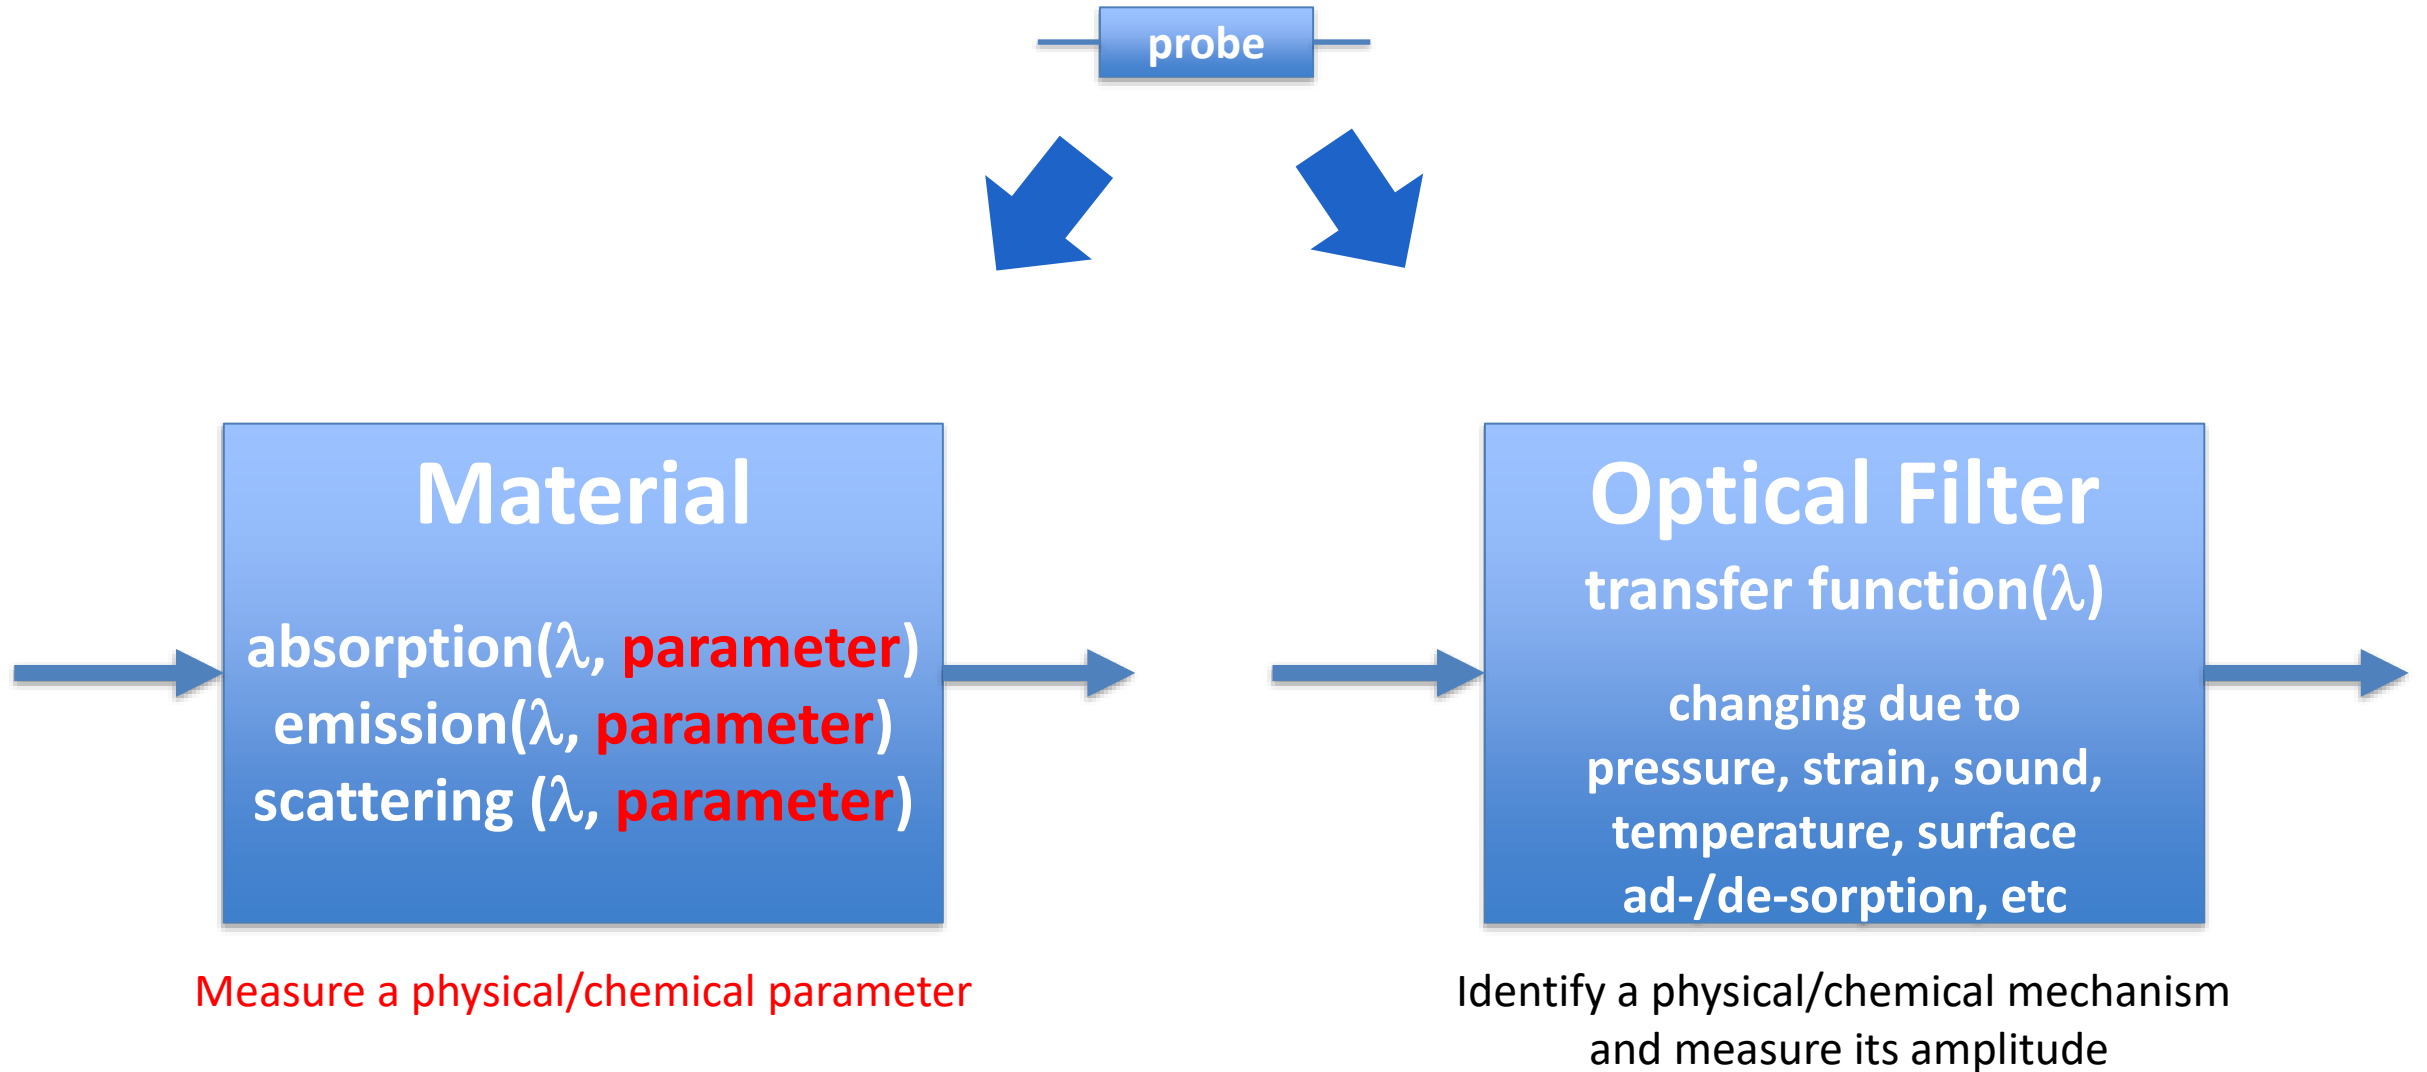 probe
Material
absorption(λ, parameter)
emission(λ, parameter)
scattering (λ, parameter)
Measure a physical/chemical parameter
Optical Filter
transfer function(λ)
changing due to
pressure, strain, sound,
temperature, surface
ad-/de-sorption, etc
Identify a physical/chemical mechanism
and measure its amplitude